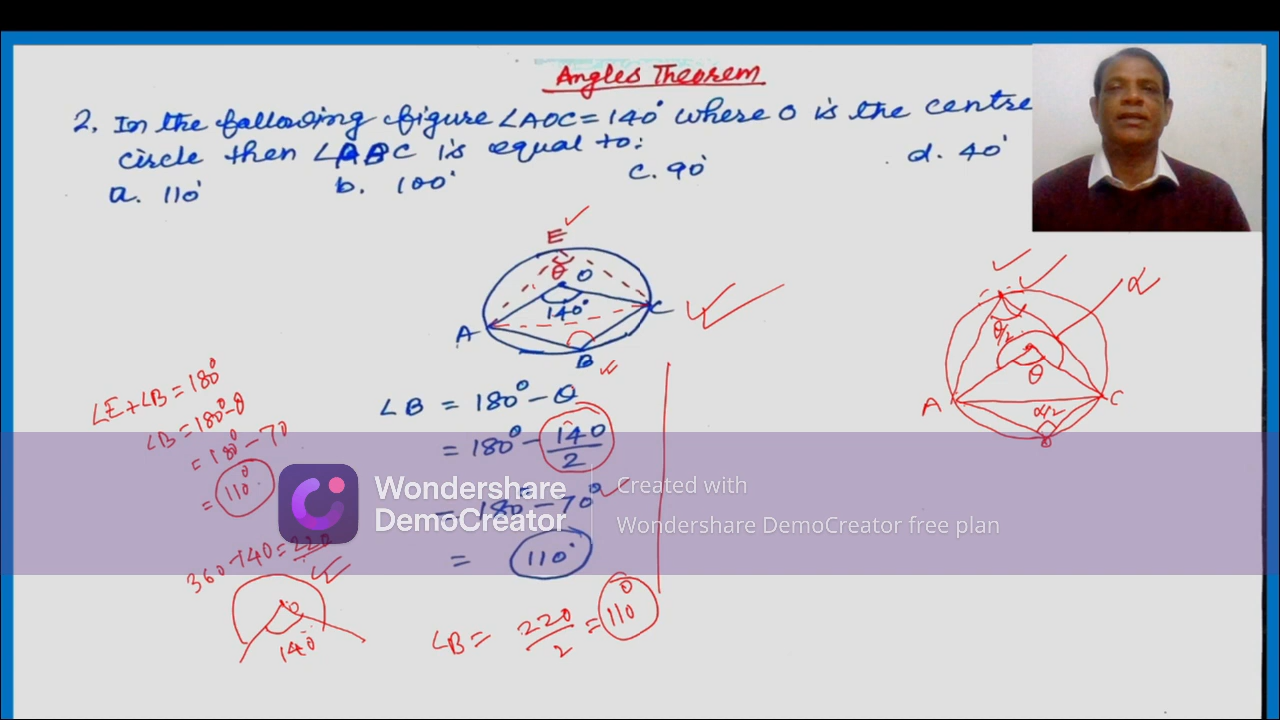 Angles Theorem
2. In the following figure ∠AOC = 140° where O is the centre
circle then ∠ABC is equal to:
a. 110° b. 100° c. 90° d. 40°
E
θ O
140°
A C
B
∠E+∠B = 180°
∠B = 180°-θ
= 180° - 70
= 110°
360-140 = 220
O
140°
∠B = 180° - θ
= 180° - 140/2
= 180° - 70°
= 110°
∠B = 220/2 = 110°
α
θ/2
θ
A C
α/2
B
Wondershare
DemoCreator
Created with
Wondershare DemoCreator free plan